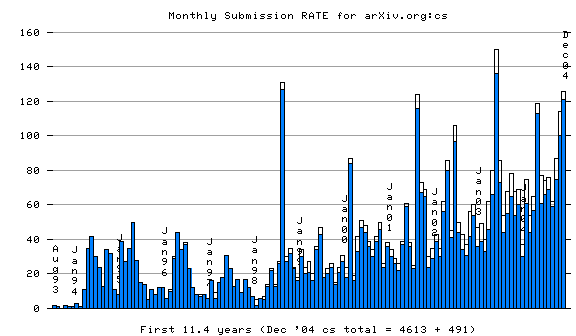 Monthly Submission RATE for arXiv.org:cs
160
140
120
100
80
60
40
20
0
Aug93
Jan94
Jan95
Jan96
Jan97
Jan98
Jan00
Jan01
Jan03
Dec04
First 11.4 years (Dec '04 cs total = 4613 + 491)